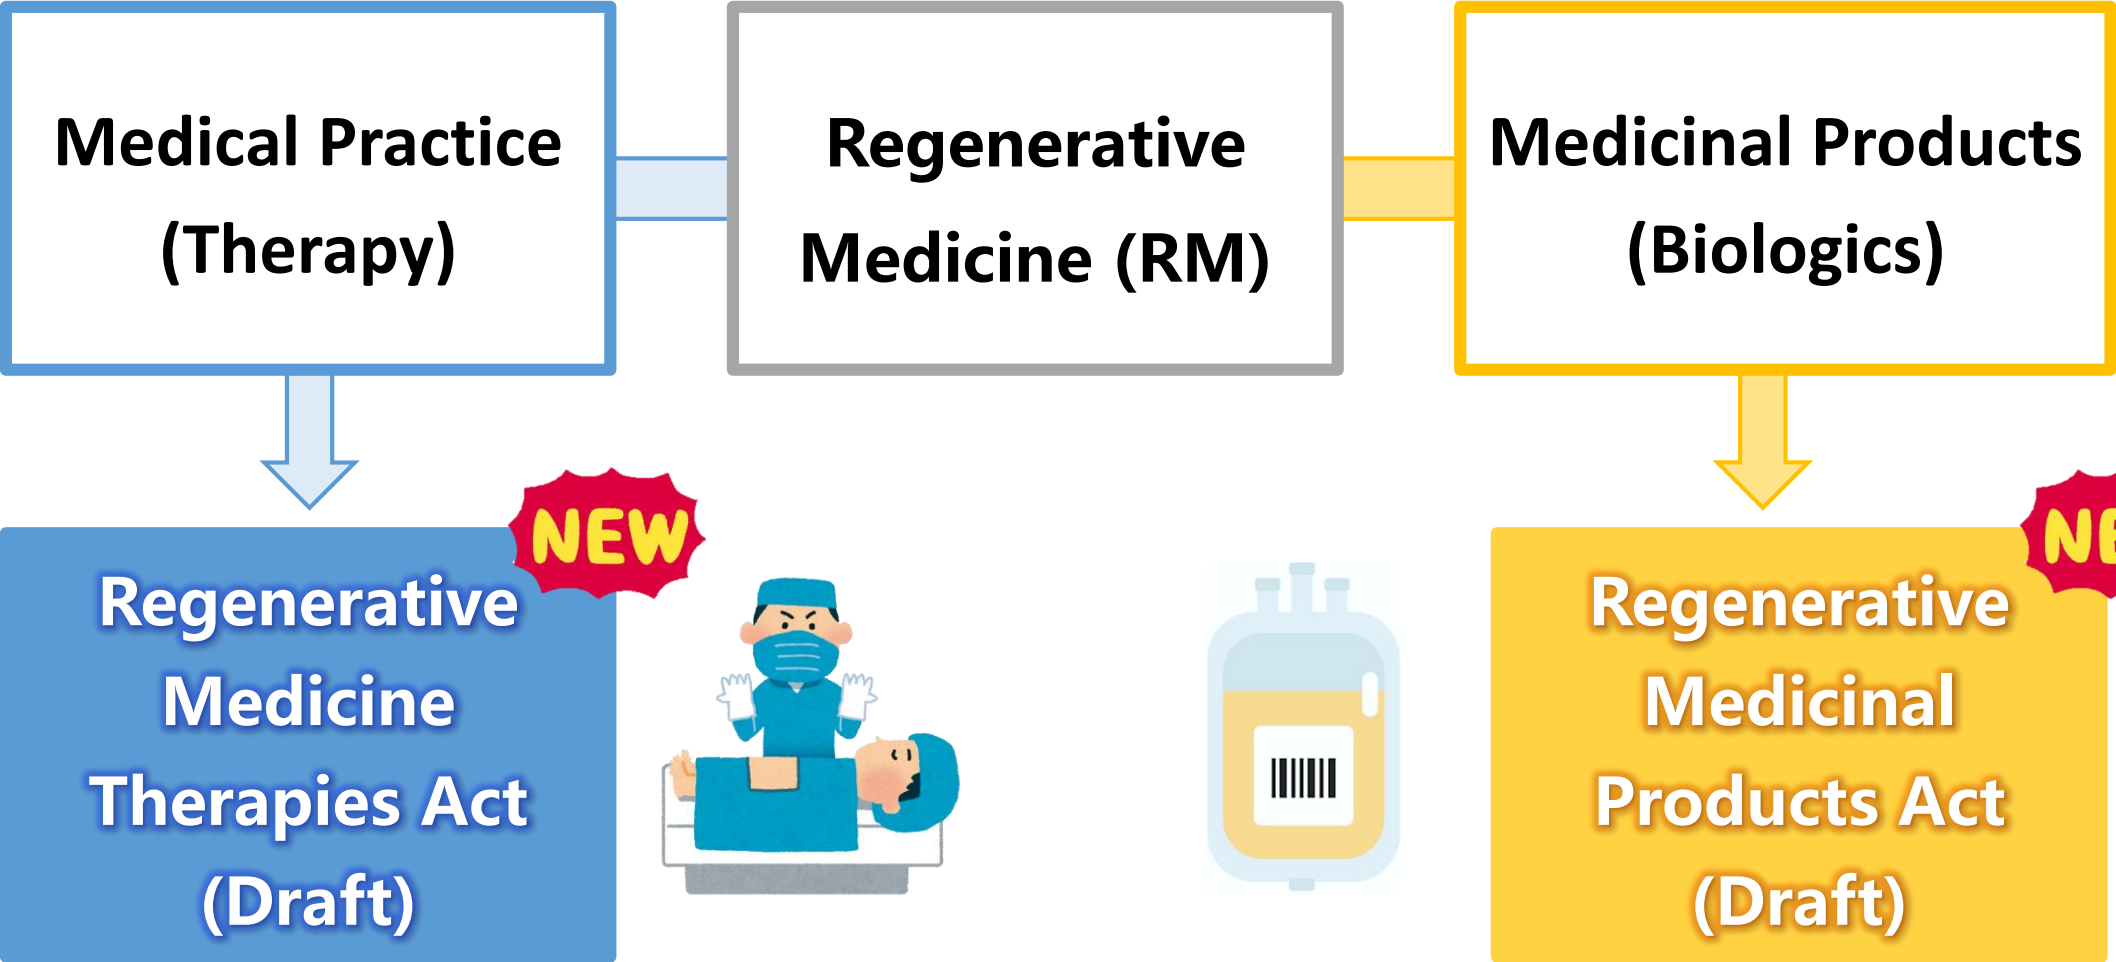 Medical Practice
(Therapy)
Regenerative
Medicine (RM)
Medicinal Products
(Biologics)
NEW
Regenerative
Medicine
Therapies Act
(Draft)
NE
Regenerative
Medicinal
Products Act
(Draft)